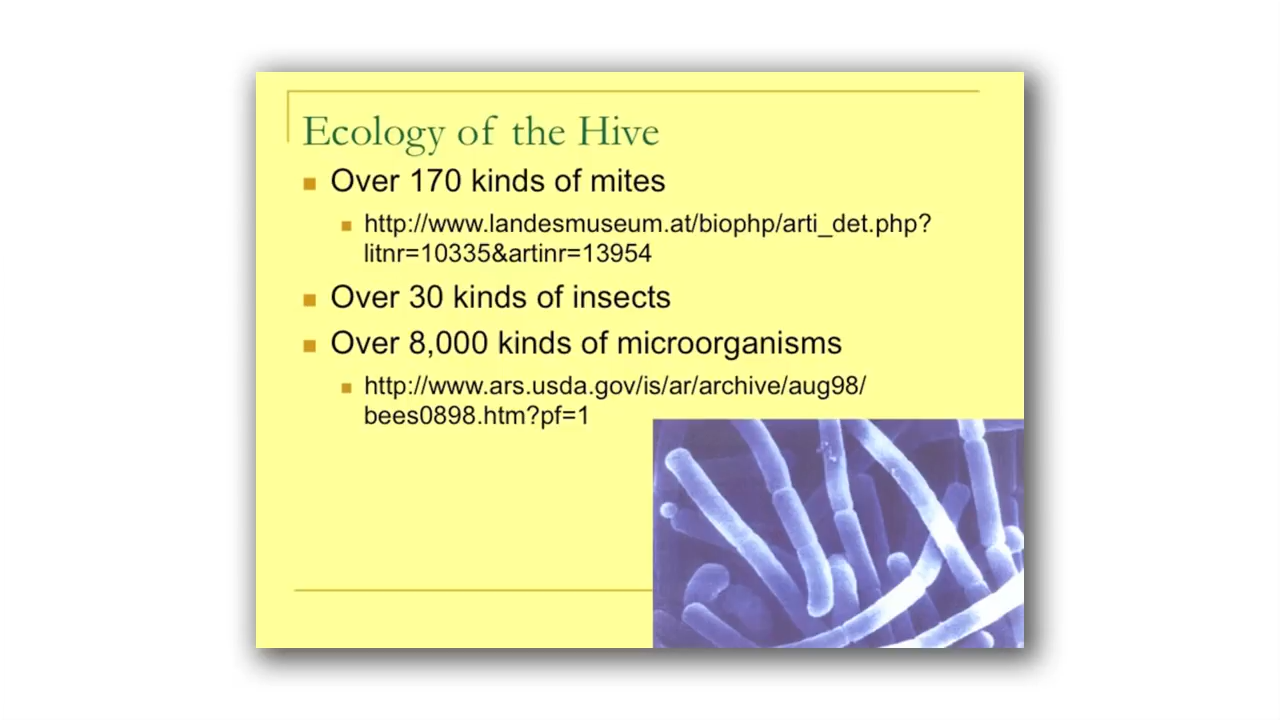 Ecology of the Hive
Over 170 kinds of mites
http://www.landesmuseum.at/biophp/arti_det.php?
litnr=10335&artinr=13954
Over 30 kinds of insects
Over 8,000 kinds of microorganisms
http://www.ars.usda.gov/is/ar/archive/aug98/
bees0898.htm?pf=1